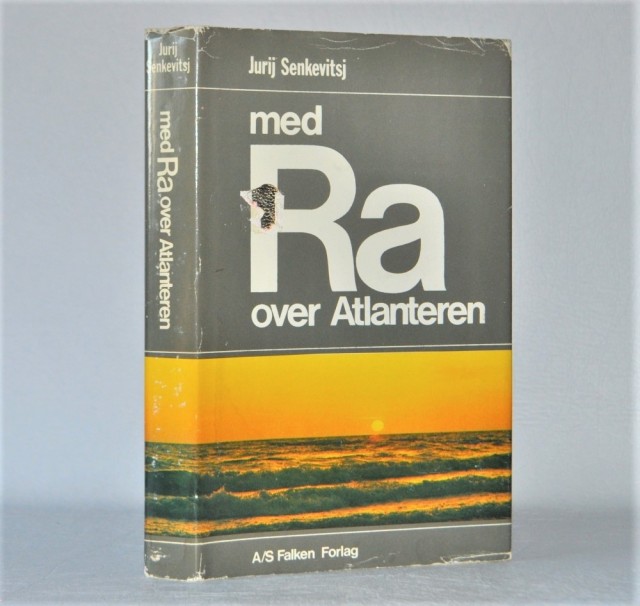 Jurij
Senkevitsj
med Ra over Atlanteren
Jurij Senkevitsj
med
Ra
over Atlanteren
A/S Falken Forlag